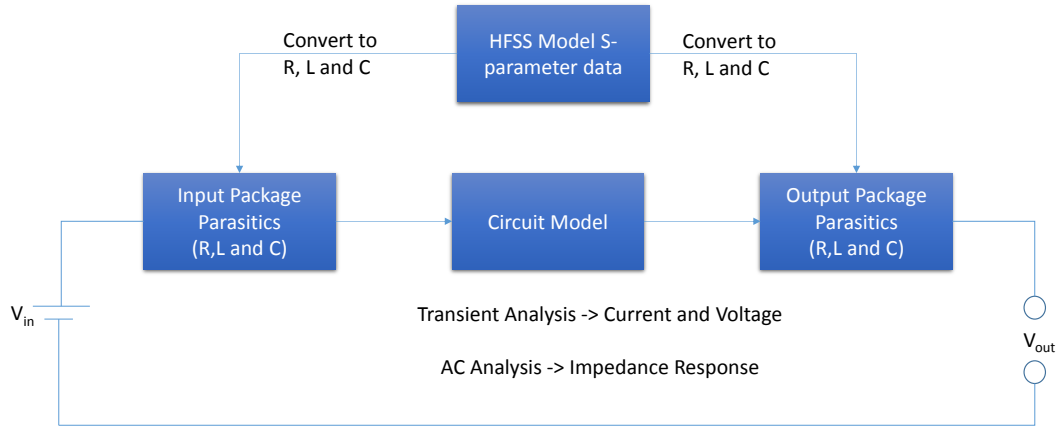 Convert to
R, L and C
HFSS Model S-
parameter data
Convert to
R, L and C
Input Package
Parasitics
(R,L and C)
Circuit Model
Output Package
Parasitics
(R,L and C)
Vin
Transient Analysis -> Current and Voltage
Vout
AC Analysis -> Impedance Response